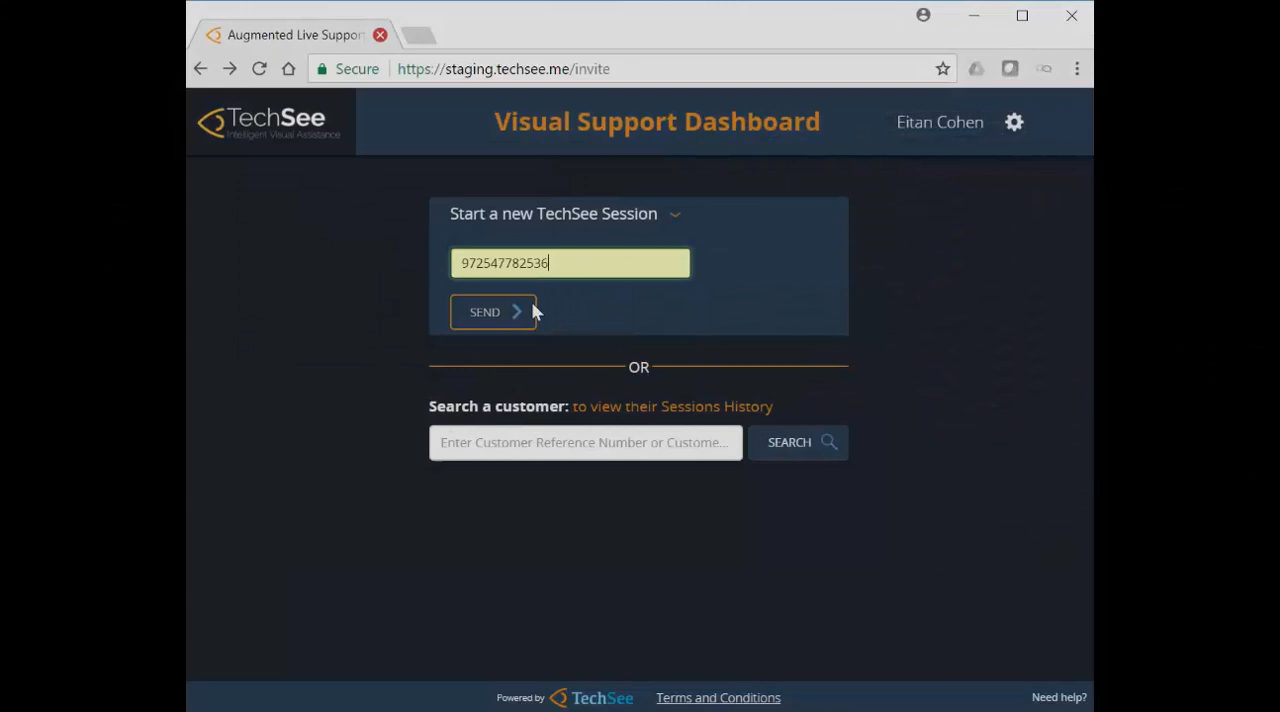 Augmented Live Suppor
Secure
https://staging.techsee.me/invite
TechSee
Intelligent Visual Assistance
Visual Support Dashboard
Eitan Cohen
Start a new TechSee Session
972547782536
SEND
OR
Search a customer: to view their Sessions History
Enter Customer Reference Number or Custome...
SEARCH
Powered by TechSee
Terms and Conditions
Need help?